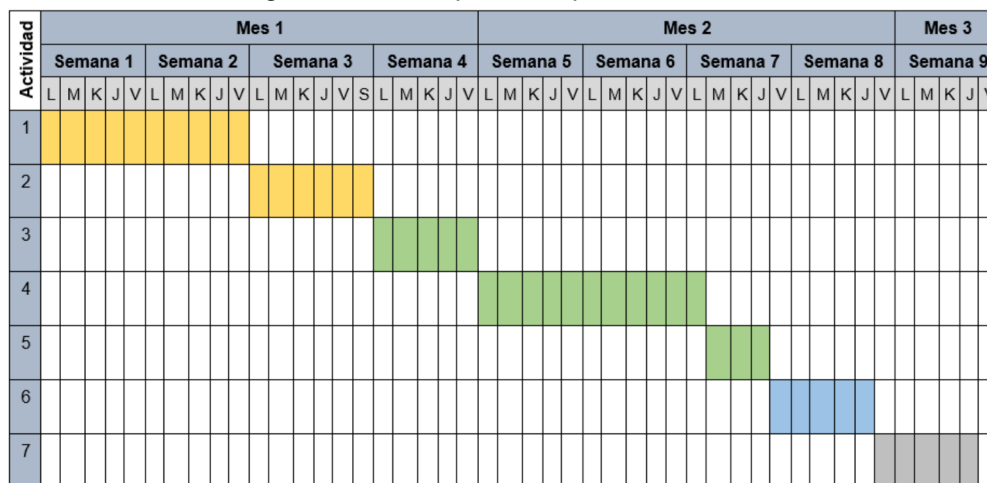 Actividad
Mes 1 Mes 2 Mes 3
Semana 1 Semana 2 Semana 3 Semana 4 Semana 5 Semana 6 Semana 7 Semana 8 Semana 9
L M K J V L M K J V L M K J V S L M K J V L M K J V L M K J V L M K J V L M K J V L M K J V
1
2
3
4
5
6
7